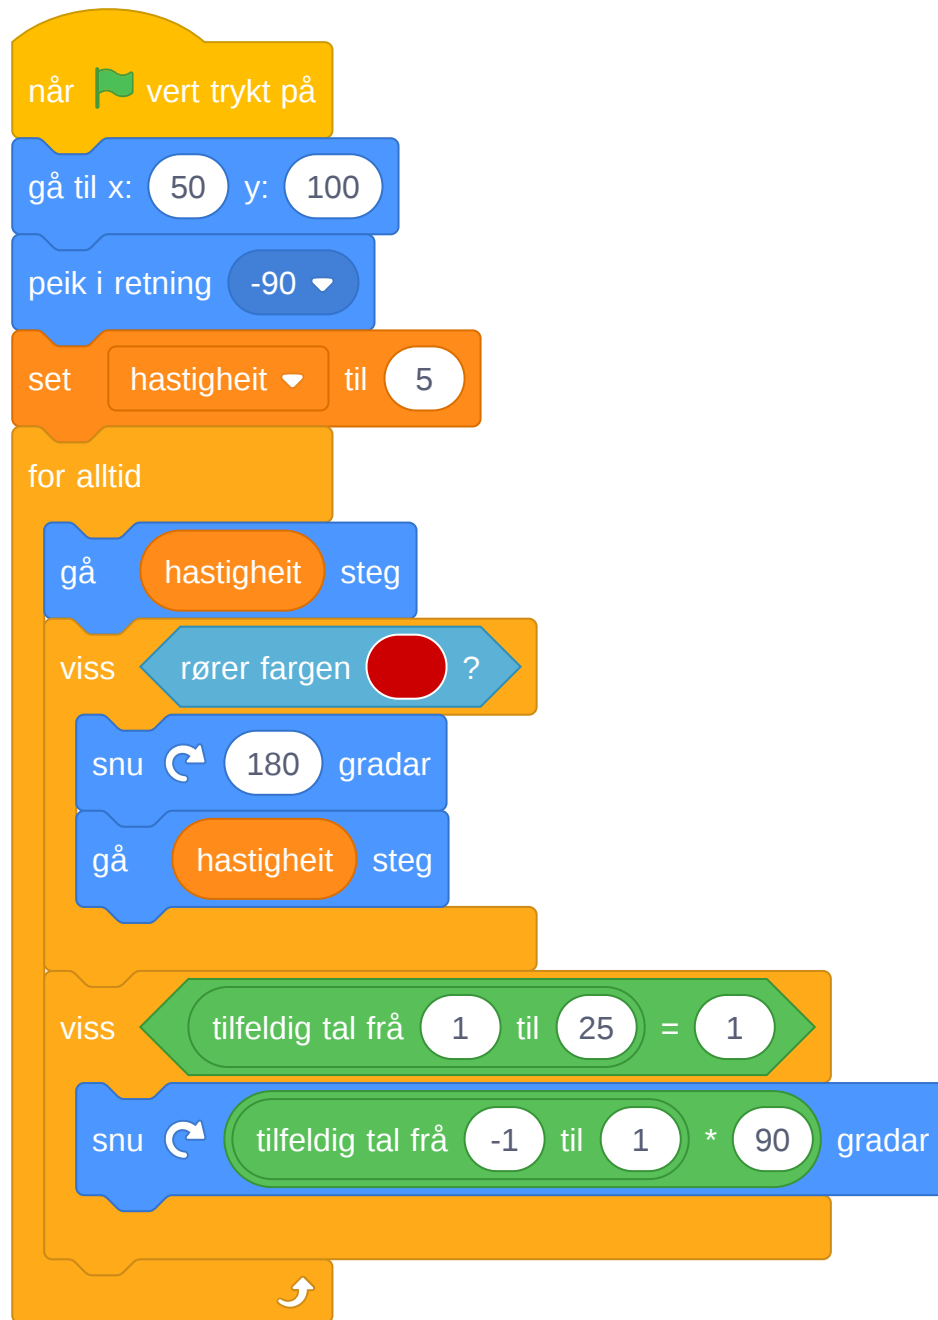 når vert trykt på
gå til x: 50 y: 100
peik i retning -90
set hastigheit til 5
for alltid
gå hastigheit steg
viss rører fargen ?
snu 180 gradar
gå hastigheit steg
viss tilfeldig tal frå 1 til 25 = 1
snu tilfeldig tal frå -1 til 1 * 90 gradar